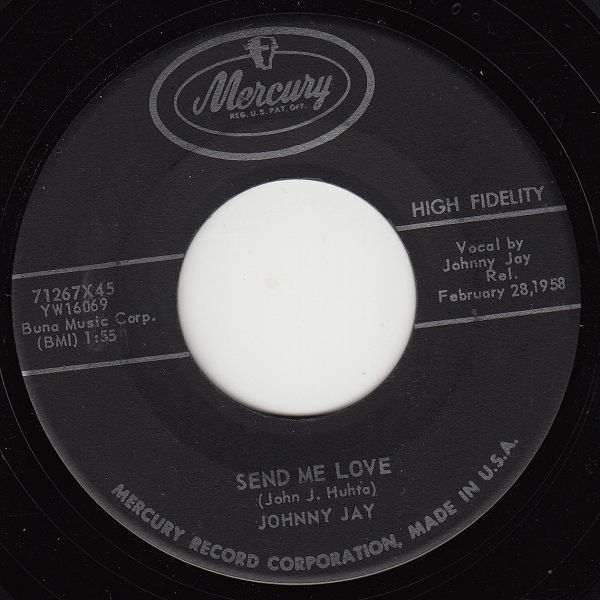 Mercury
REG. U.S. PAT. OFF.
HIGH FIDELITY
Vocal by
Johnny Jay
Rel.
February 28, 1958
71267X45
YW16069
Buna Music Corp.
(BMI) 1:55
SEND ME LOVE
(John J. Huhta)
JOHNNY JAY
MERCURY RECORD CORPORATION, MADE IN U.S.A.